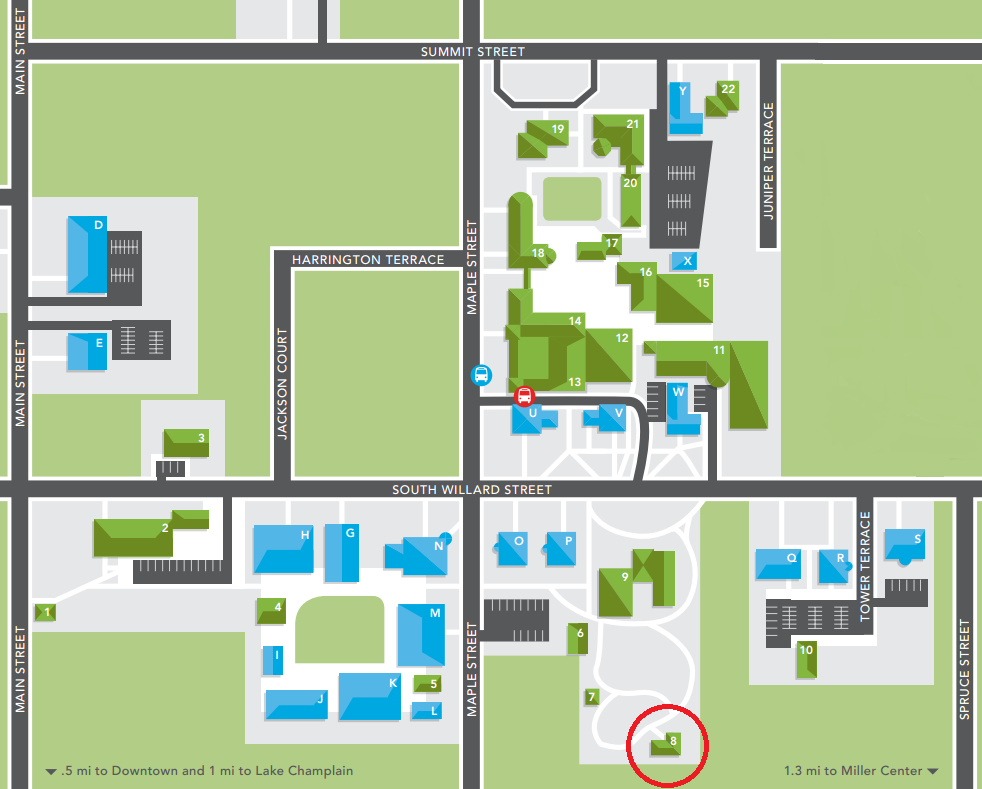 MAIN STREET
SUMMIT STREET
Y
22
19
21
JUNIPER TERRACE
20
D
MAPLE STREET
17
18
HARRINGTON TERRACE
X
16
15
14
12
E
MAIN STREET
JACKSON COURT
11
13
W
U
V
3
SOUTH WILLARD STREET
2
H
G
N
O
P
TOWER TERRACE
S
Q
R
9
1
4
M
MAPLE STREET
6
MAIN STREET
SPRUCE STREET
I
10
K
5
J
L
7
8
.5 mi to Downtown and 1 mi to Lake Champlain
1.3 mi to Miller Center